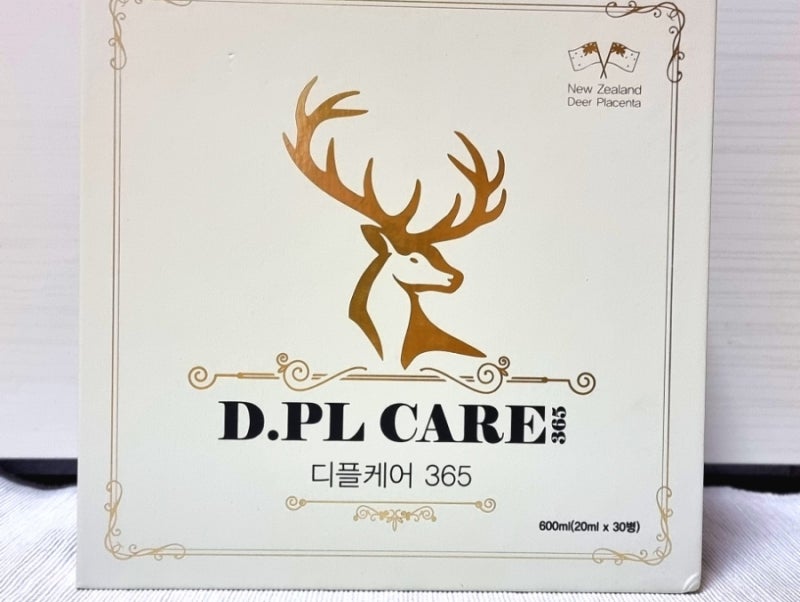 New Zealand
Deer Placenta
D.PL CARE 365
디플케어 365
600ml(20ml x 30병)